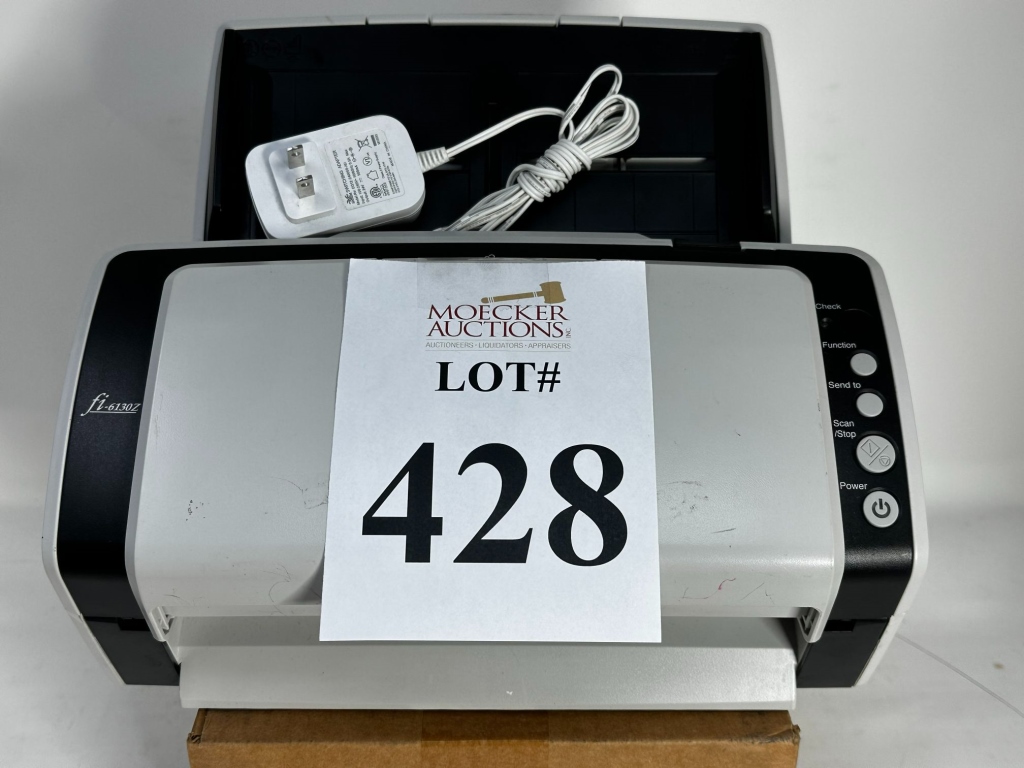 MOECKER
AUCTIONS INC
AUCTIONEERS • LIQUIDATORS • APPRAISERS
LOT#
428
fi-6130Z
Check
Function
Send to
Scan
/Stop
Power